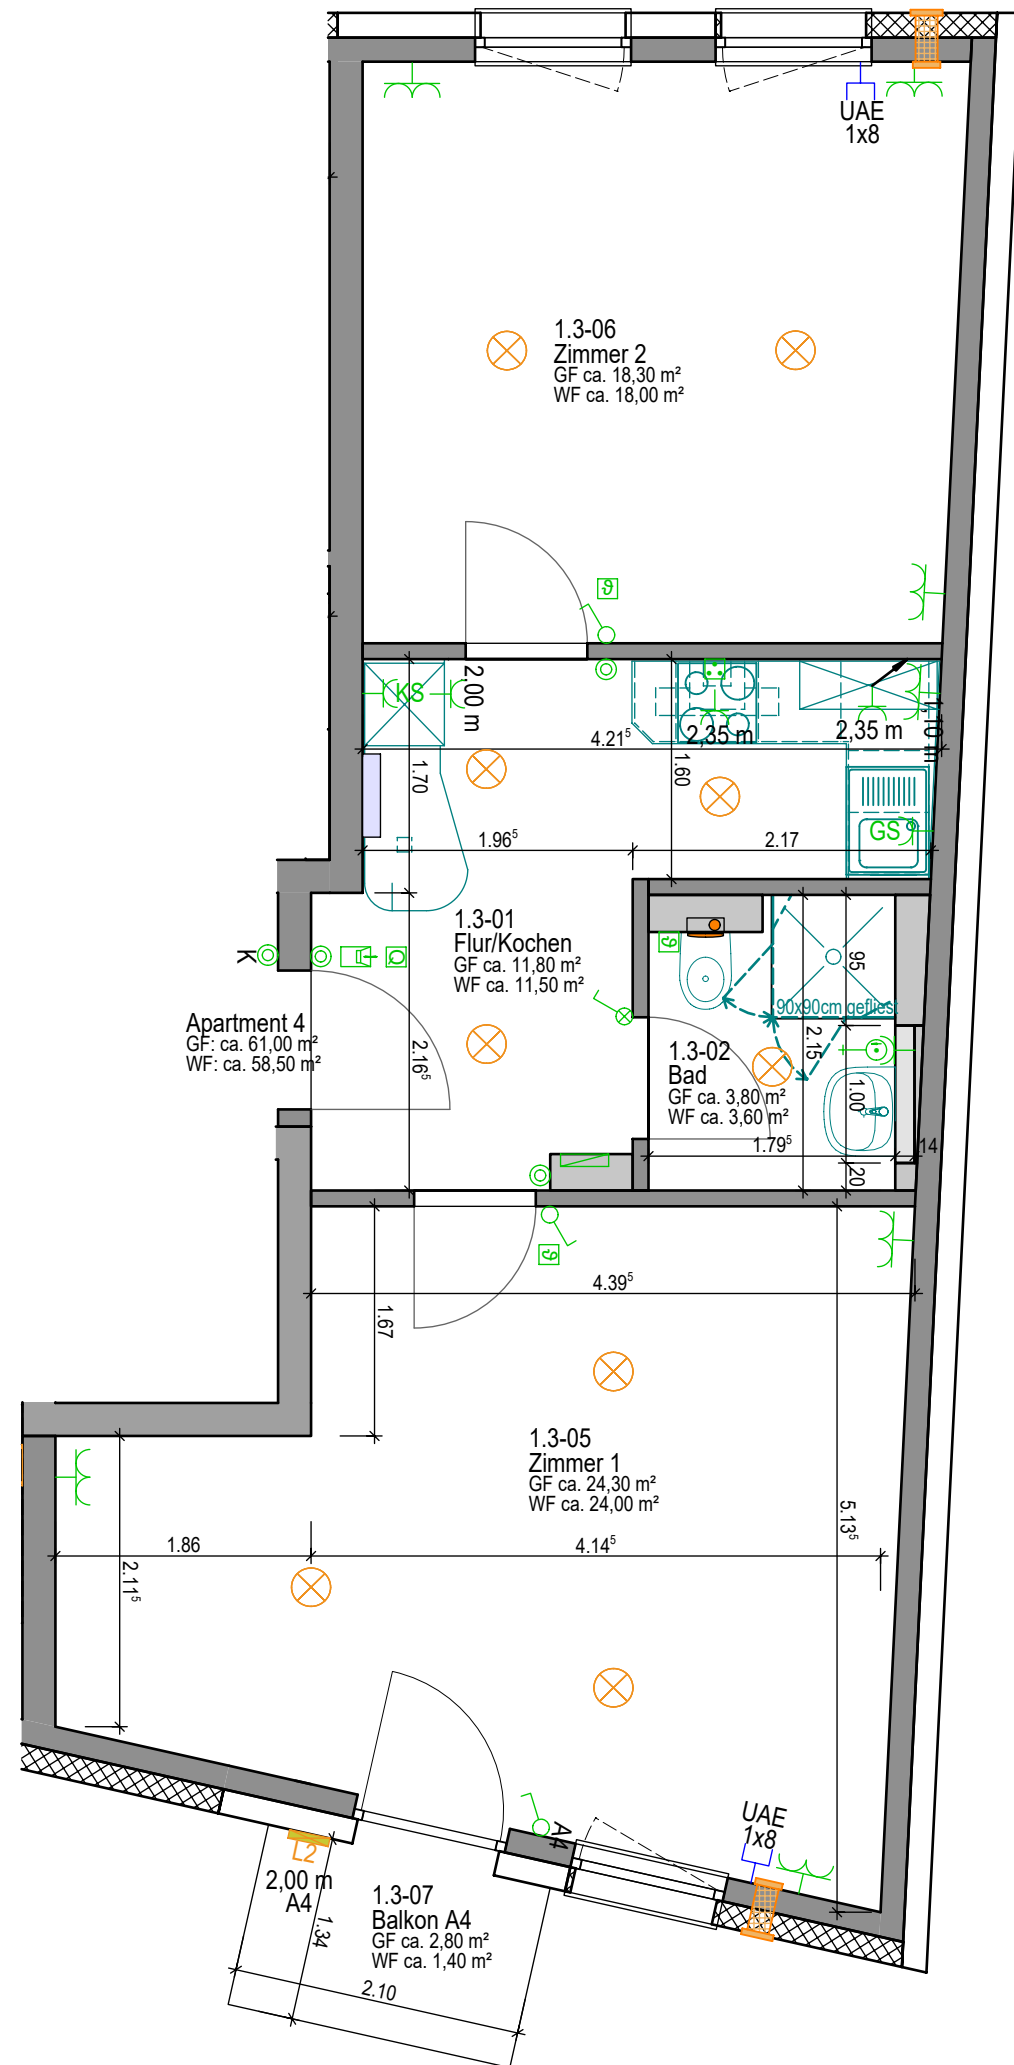 UAE
1x8
1.3-06
Zimmer 2
GF ca. 18,30 m²
WF ca. 18,00 m²
ϑ
KS
2,00 m
4.21⁵
2,35 m
2,35 m
1,10 m
1.70
1.60
1.96⁵
2.17
GS
1.3-01
Flur/Kochen
GF ca. 11,80 m²
WF ca. 11,50 m²
K
ϑ
95
90x90cm gefliest
Apartment 4
GF: ca. 61,00 m²
WF: ca. 58,50 m²
2.16⁵
2.15
1.3-02
Bad
GF ca. 3,80 m²
WF ca. 3,60 m²
1.00
1.79⁵
14
20
ϑ
4.39⁵
1.67
1.3-05
Zimmer 1
GF ca. 24,30 m²
WF ca. 24,00 m²
5.13⁵
1.86
4.14⁵
2.11⁵
UAE
1x8
A4
L2
2,00 m
A4
1.34
1.3-07
Balkon A4
GF ca. 2,80 m²
WF ca. 1,40 m²
2.10